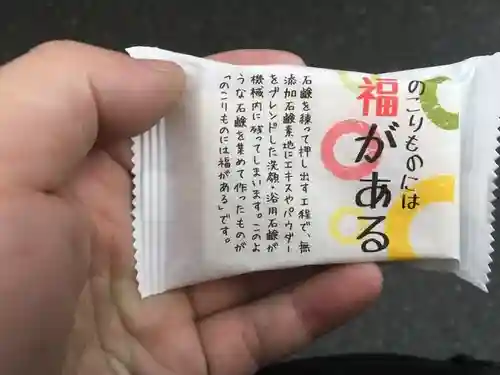 のこりものには
福がある
石鹸を練って押し出す工程で、無
添加石鹸素地にエキスやパウダー
をブレンドした洗顔・浴用石鹸が
機械内に残ってしまいます。このよ
うな石鹸を集めて作ったものが
「のこりものには福がある」です。